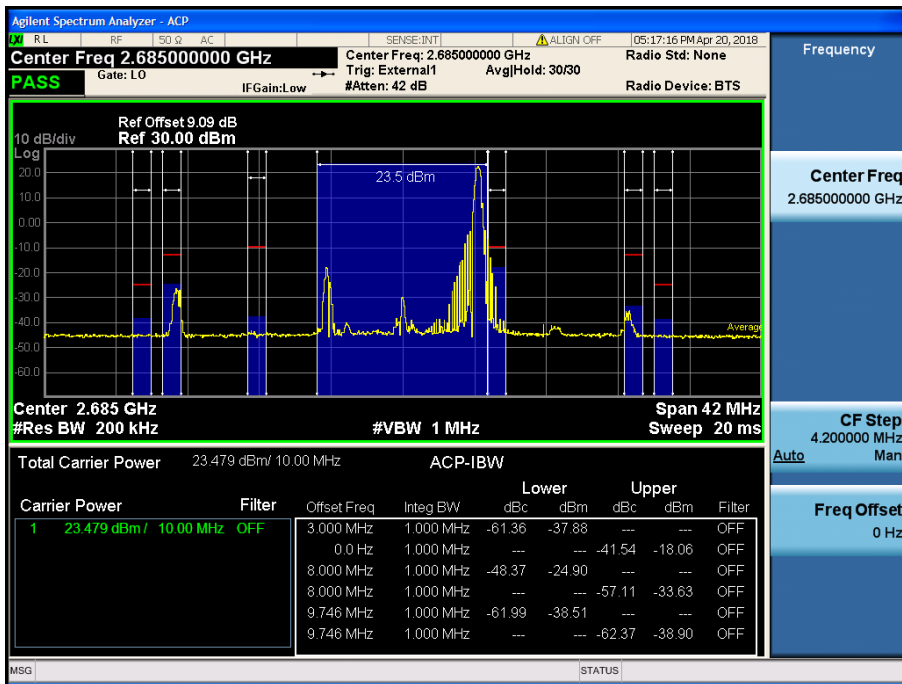 Agilent Spectrum Analyzer - ACP
LXI RL RF 50 Ω AC SENSE:INT ALIGN OFF 05:17:16 PM Apr 20, 2018
Center Freq 2.685000000 GHz
Center Freq: 2.685000000 GHz
Radio Std: None
Gate: LO
Trig: External1 Avg|Hold: 30/30
PASS
IFGain:Low
#Atten: 42 dB
Radio Device: BTS
Ref Offset 9.09 dB
10 dB/div Ref 30.00 dBm
Log
23.5 dBm
20.0
10.0
0.00
-10.0
-20.0
-30.0
-40.0
Average
-50.0
-60.0
Center 2.685 GHz Span 42 MHz
#Res BW 200 kHz #VBW 1 MHz Sweep 20 ms
Total Carrier Power 23.479 dBm/ 10.00 MHz ACP-IBW
Lower Upper
Carrier Power Filter
Offset Freq Integ BW dBc dBm dBc dBm Filter
1 23.479 dBm / 10.00 MHz OFF
3.000 MHz 1.000 MHz -61.36 -37.88 --- --- OFF
0.0 Hz 1.000 MHz --- --- -41.54 -18.06 OFF
8.000 MHz 1.000 MHz -48.37 -24.90 --- --- OFF
8.000 MHz 1.000 MHz --- --- -57.11 -33.63 OFF
9.746 MHz 1.000 MHz -61.99 -38.51 --- --- OFF
9.746 MHz 1.000 MHz --- --- -62.37 -38.90 OFF
MSG STATUS
Frequency
Center Freq
2.685000000 GHz
CF Step
4.200000 MHz
Auto Man
Freq Offset
0 Hz